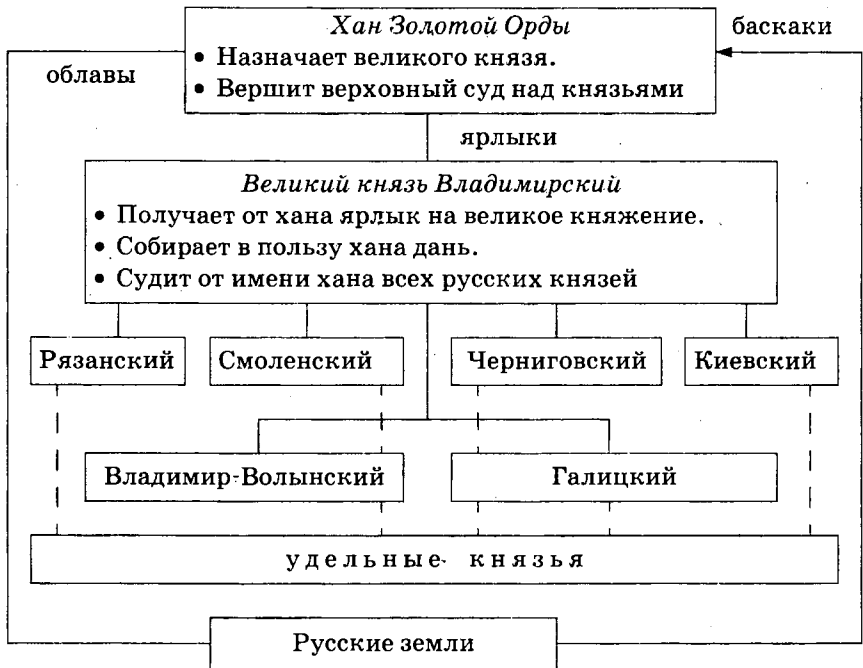 Хан Золотой Орды
баскаки
• Назначает великого князя.
облавы
• Вершит верховный суд над князьями
ярлыки
Великий князь Владимирский
• Получает от хана ярлык на великое княжение.
• Собирает в пользу хана дань.
• Судит от имени хана всех русских князей
Рязанский
Смоленский
Черниговский
Киевский
Владимир-Волынский
Галицкий
удельные князья
Русские земли